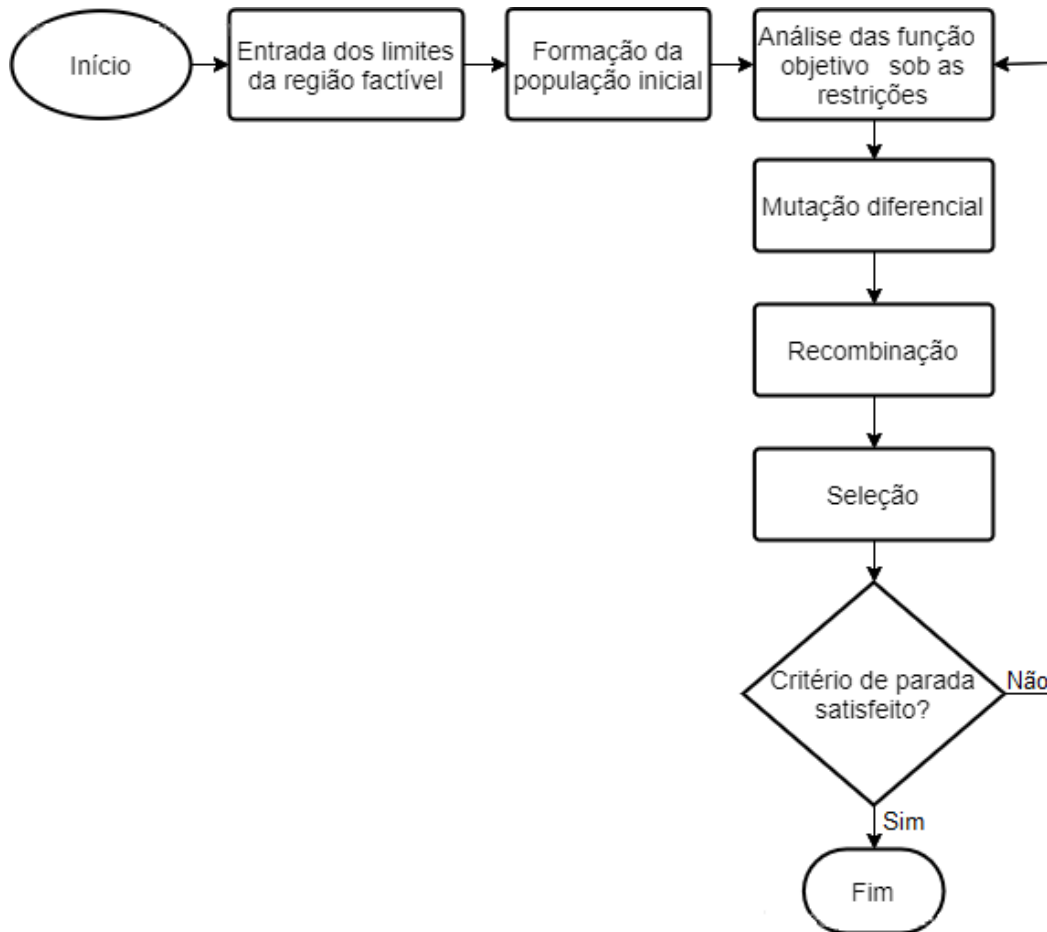 Início
Entrada dos limites
da região factível
Formação da
população inicial
Análise das função
objetivo sob as
restrições
Mutação diferencial
Recombinação
Seleção
Critério de parada
satisfeito?
Não
Sim
Fim